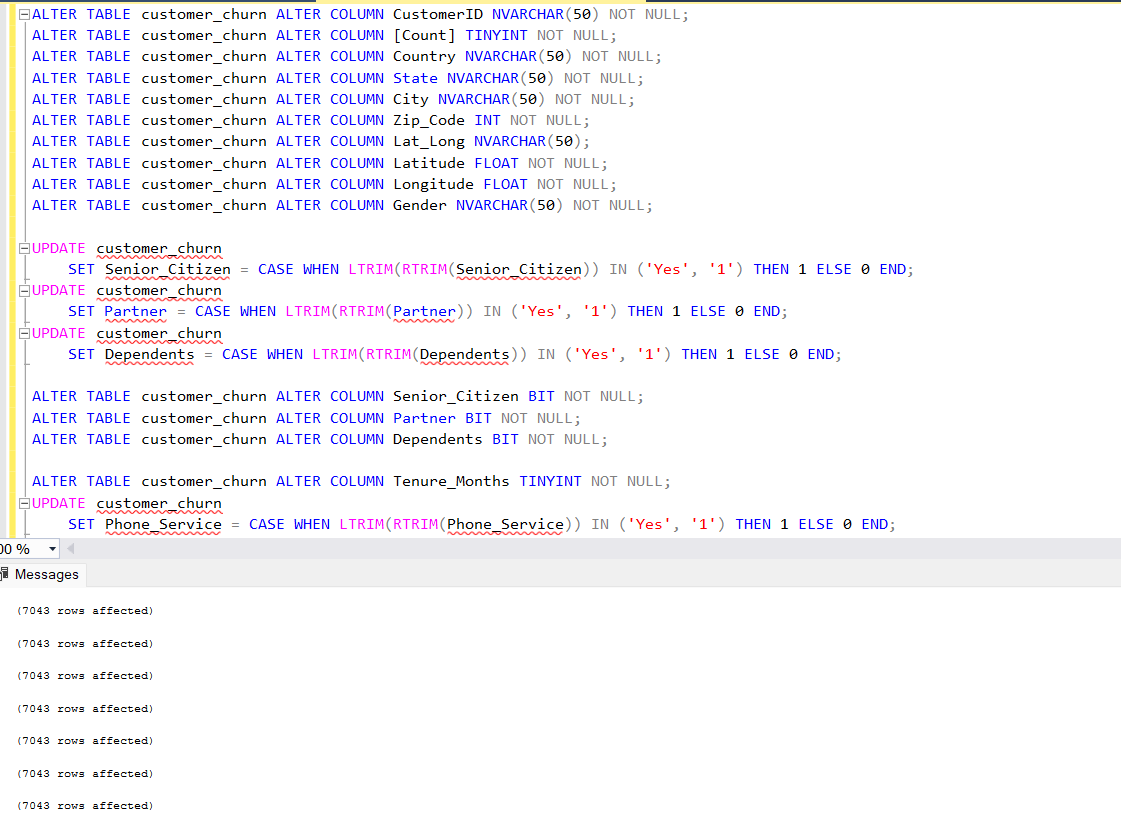 ALTER TABLE customer_churn ALTER COLUMN CustomerID NVARCHAR(50) NOT NULL;
ALTER TABLE customer_churn ALTER COLUMN [Count] TINYINT NOT NULL;
ALTER TABLE customer_churn ALTER COLUMN Country NVARCHAR(50) NOT NULL;
ALTER TABLE customer_churn ALTER COLUMN State NVARCHAR(50) NOT NULL;
ALTER TABLE customer_churn ALTER COLUMN City NVARCHAR(50) NOT NULL;
ALTER TABLE customer_churn ALTER COLUMN Zip_Code INT NOT NULL;
ALTER TABLE customer_churn ALTER COLUMN Lat_Long NVARCHAR(50);
ALTER TABLE customer_churn ALTER COLUMN Latitude FLOAT NOT NULL;
ALTER TABLE customer_churn ALTER COLUMN Longitude FLOAT NOT NULL;
ALTER TABLE customer_churn ALTER COLUMN Gender NVARCHAR(50) NOT NULL;
UPDATE customer_churn
SET Senior_Citizen = CASE WHEN LTRIM(RTRIM(Senior_Citizen)) IN ('Yes', '1') THEN 1 ELSE 0 END;
UPDATE customer_churn
SET Partner = CASE WHEN LTRIM(RTRIM(Partner)) IN ('Yes', '1') THEN 1 ELSE 0 END;
UPDATE customer_churn
SET Dependents = CASE WHEN LTRIM(RTRIM(Dependents)) IN ('Yes', '1') THEN 1 ELSE 0 END;
ALTER TABLE customer_churn ALTER COLUMN Senior_Citizen BIT NOT NULL;
ALTER TABLE customer_churn ALTER COLUMN Partner BIT NOT NULL;
ALTER TABLE customer_churn ALTER COLUMN Dependents BIT NOT NULL;
ALTER TABLE customer_churn ALTER COLUMN Tenure_Months TINYINT NOT NULL;
UPDATE customer_churn
SET Phone_Service = CASE WHEN LTRIM(RTRIM(Phone_Service)) IN ('Yes', '1') THEN 1 ELSE 0 END;
00 %
Messages
(7043 rows affected)
(7043 rows affected)
(7043 rows affected)
(7043 rows affected)
(7043 rows affected)
(7043 rows affected)
(7043 rows affected)